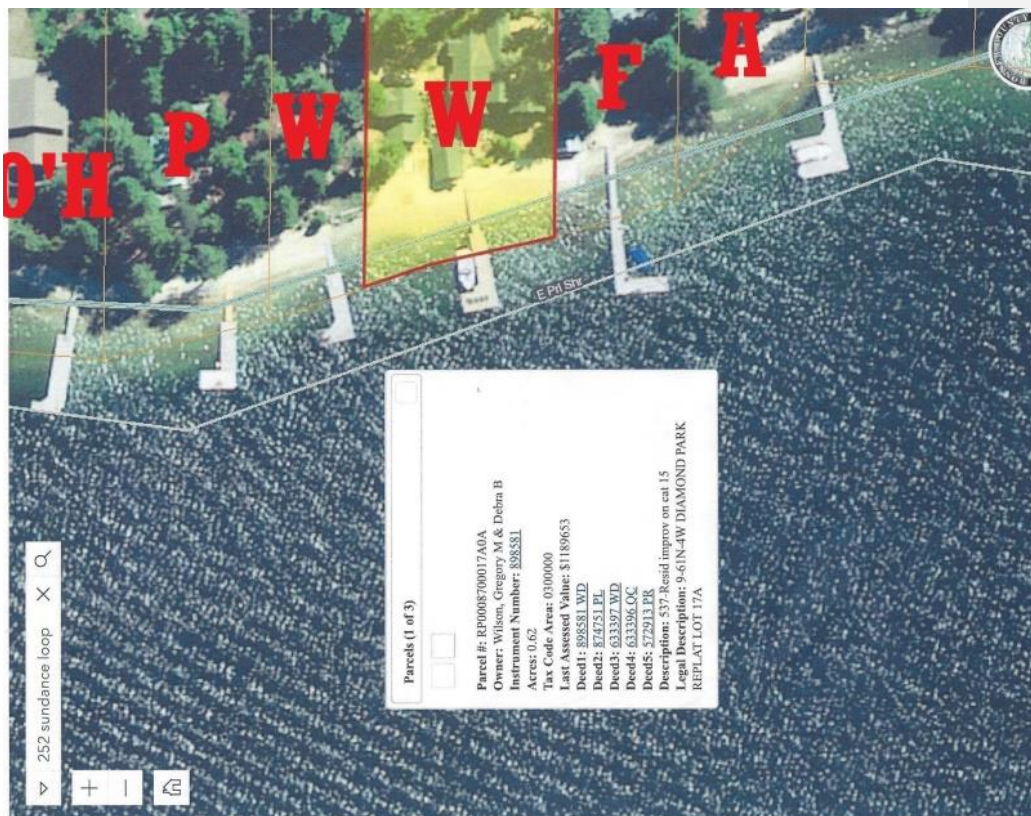 O'H
P
W
W
F
A
E Pri Shr
252 sundance loop
Parcels (1 of 3)
Parcel #: RP0008700017A0A
Owner: Wilson, Gregory M & Debra B
Instrument Number: 898581
Acres: 0.62
Tax Code Area: 0300000
Last Assessed Value: $1189653
Deed1: 898581 WD
Deed2: 874751 PL
Deed3: 633397 WD
Deed4: 633396 QC
Deed5: 572913 PR
Description: 537-Resid improv on cat 15
Legal Description: 9-61N-4W DIAMOND PARK
REPLAT LOT 17A